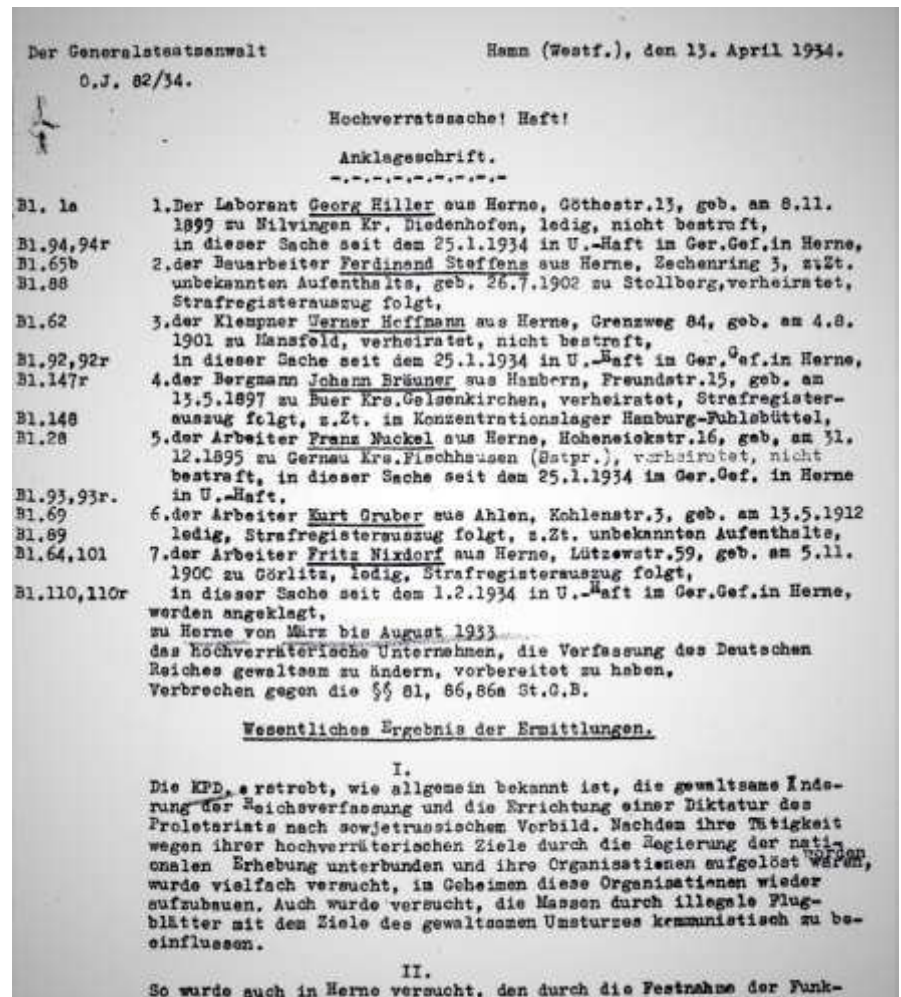 Der Generalstaatsanwalt Hamm (Westf.), den 13. April 1934.
O.J. 82/34.
Hochverratssache! Haft!
Anklageschrift.
-.-.-.-.-.-.-.-.-
Bl. 1a 1.Der Laborant Georg Hiller aus Herne, Göthestr.13, geb. am 8.11.
1899 zu Nilvingen Kr. Diedenhofen, ledig, nicht bestraft,
Bl.94,94r in dieser Sache seit dem 25.1.1934 in U.-Haft im Ger.Gef.in Herne,
Bl.65b 2.der Bauarbeiter Ferdinand Steffens aus Herne, Zechenring 3, z.Zt.
Bl.88 unbekannten Aufenthalts, geb. 26.7.1902 zu Stollberg,verheiratet,
Strafregisterauszug folgt,
Bl.62 3.der Klempner Werner Hoffmann aus Herne, Grenzweg 84, geb. am 4.8.
1901 zu Mansfeld, verheiratet, nicht bestraft,
Bl.92,92r in dieser Sache seit dem 25.1.1934 in U.-Haft im Ger.Gef.in Herne,
Bl.147r 4.der Bergmann Johann Bräuner aus Hambern, Freundstr.15, geb. am
13.5.1897 zu Buer Krs.Gelsenkirchen, verheiratet, Strafregister-
Bl.148 auszug folgt, z.Zt. im Konzentrationslager Hamburg-Fuhlsbüttel,
Bl.28 5.der Arbeiter Franz Nuckel aus Herne, Hoheneickstr.16, geb, am 31.
12.1895 zu Gernau Krs.Fischhausen (Ostpr.), verheiratet, nicht
bestraft, in dieser Sache seit dem 25.1.1934 im Ger.Gef. in Herne
Bl.93,93r. in U.-Haft,
Bl.69 6.der Arbeiter Kurt Gruber aus Ahlen, Kohlenstr.3, geb. am 13.5.1912
Bl.89 ledig, Strafregisterauszug folgt, z.Zt. unbekannten Aufenthalts,
Bl.64,101 7.der Arbeiter Fritz Nixdorf aus Herne, Lützowstr.59, geb. am 5.11.
1900 zu Görlitz, ledig, Strafregisterauszug folgt,
Bl.110,110r in dieser Sache seit dem 1.2.1934 in U.-Haft im Ger.Gef.in Herne,
werden angeklagt,
zu Herne von März bis August 1933
das hochverräterische Unternehmen, die Verfassung des Deutschen
Reiches gewaltsam zu ändern, vorbereitet zu haben,
Verbrechen gegen die §§ 81, 86,86a St.G.B.
Wesentliches Ergebnis der Ermittlungen.
I.
Die KPD. erstrebt, wie allgemein bekannt ist, die gewaltsame Ände-
rung der Reichsverfassung und die Errichtung einer Diktatur des
Proletariats nach sowjetrussischem Vorbild. Nachdem ihre Tätigkeit
wegen ihrer hochverräterischen Ziele durch die Regierung der nati-
onalen Erhebung unterbunden und ihre Organisationen aufgelöst worden waren,
wurde vielfach versucht, im Geheimen diese Organisationen wieder
aufzubauen. Auch wurde versucht, die Massen durch illegale Flug-
blätter mit dem Ziele des gewaltsamen Umsturzes kommunistisch zu be-
einflussen.
II.
So wurde auch in Herne versucht, den durch die Festnahme der Funk-